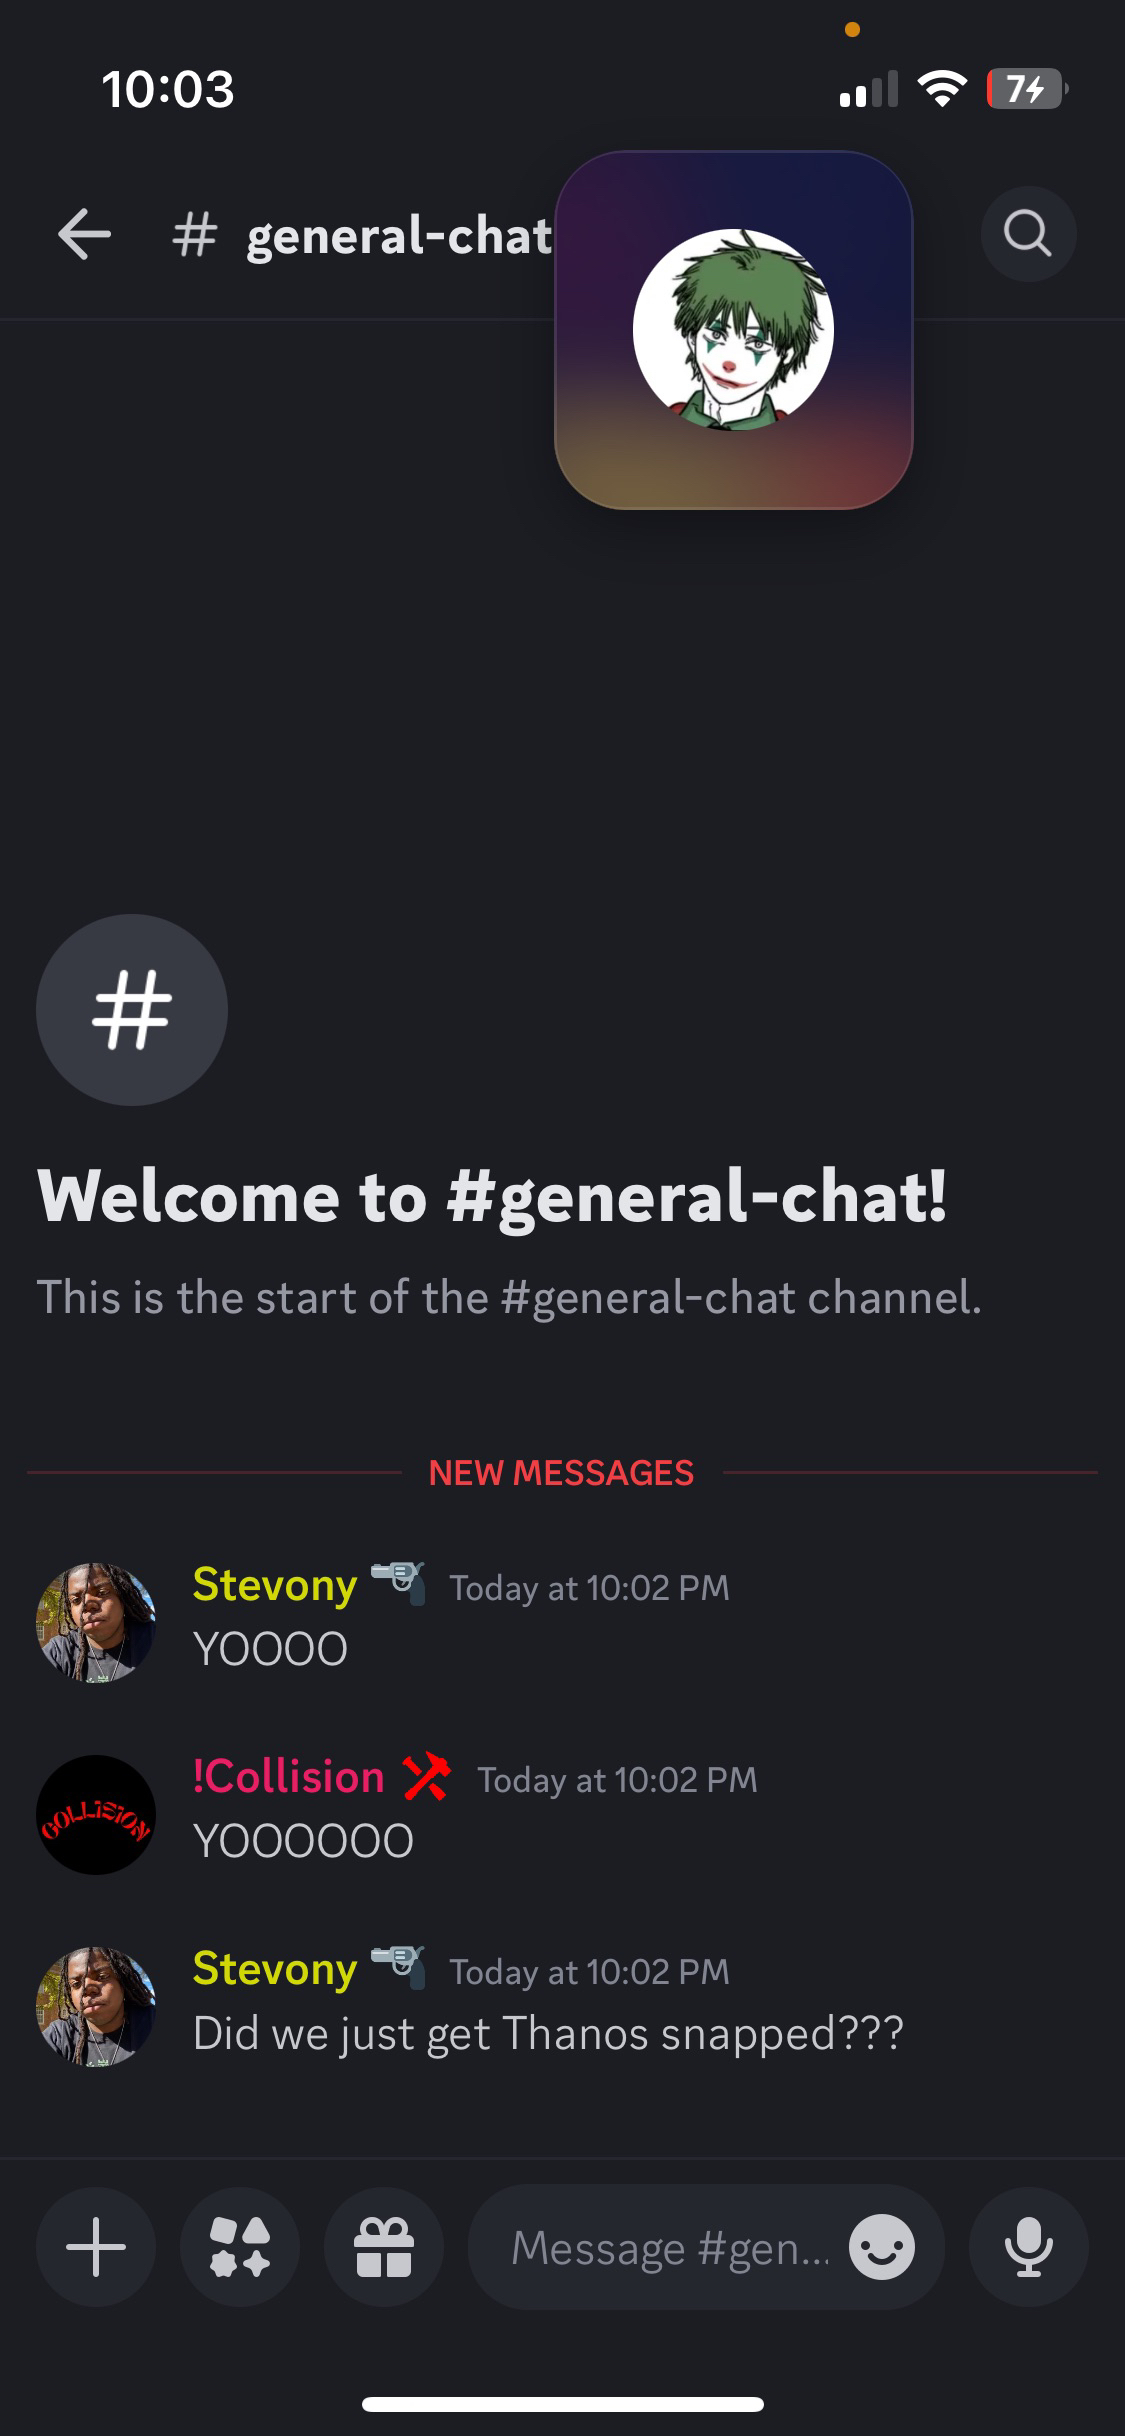 10:03
7
# general-chat
#
Welcome to #general-chat!
This is the start of the #general-chat channel.
NEW MESSAGES
Stevony Today at 10:02 PM
YOOOO
COLLISION
!Collision Today at 10:02 PM
YOOOOOO
Stevony Today at 10:02 PM
Did we just get Thanos snapped???
Message #gen...